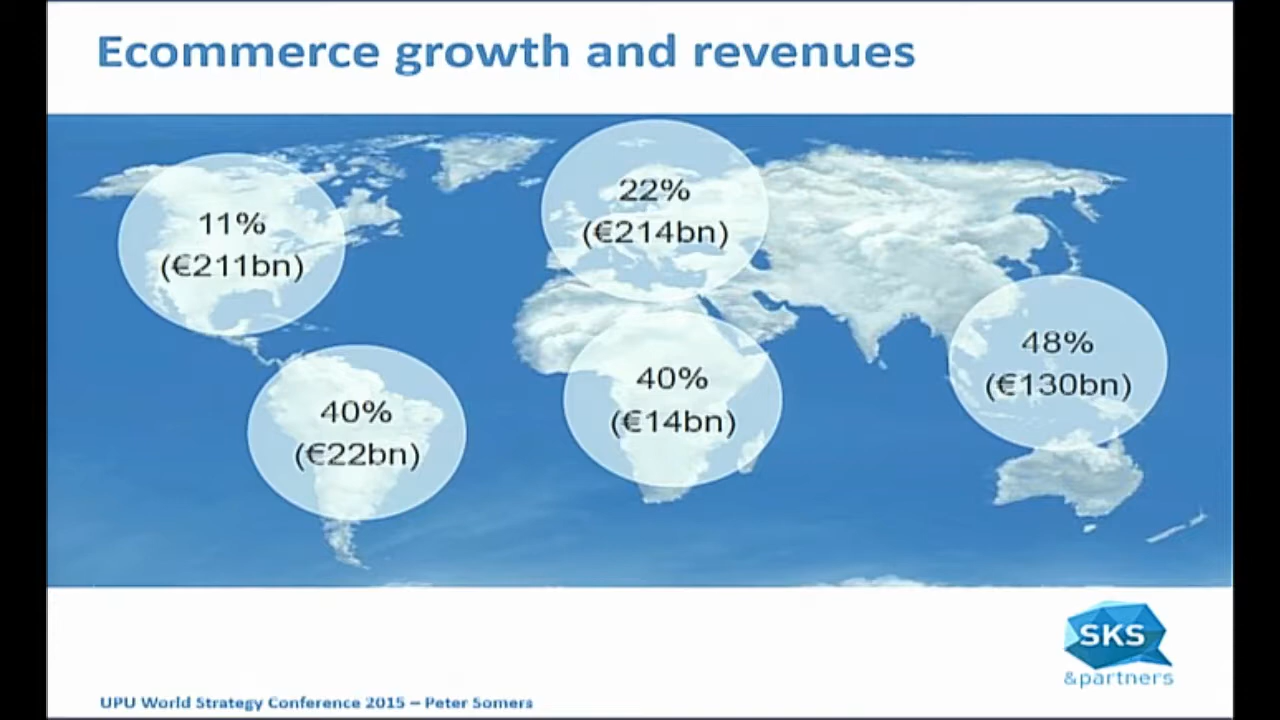 Ecommerce growth and revenues
11%
(€211bn)
22%
(€214bn)
40%
(€22bn)
40%
(€14bn)
48%
(€130bn)
SKS
&partners
UPU World Strategy Conference 2015 – Peter Somers